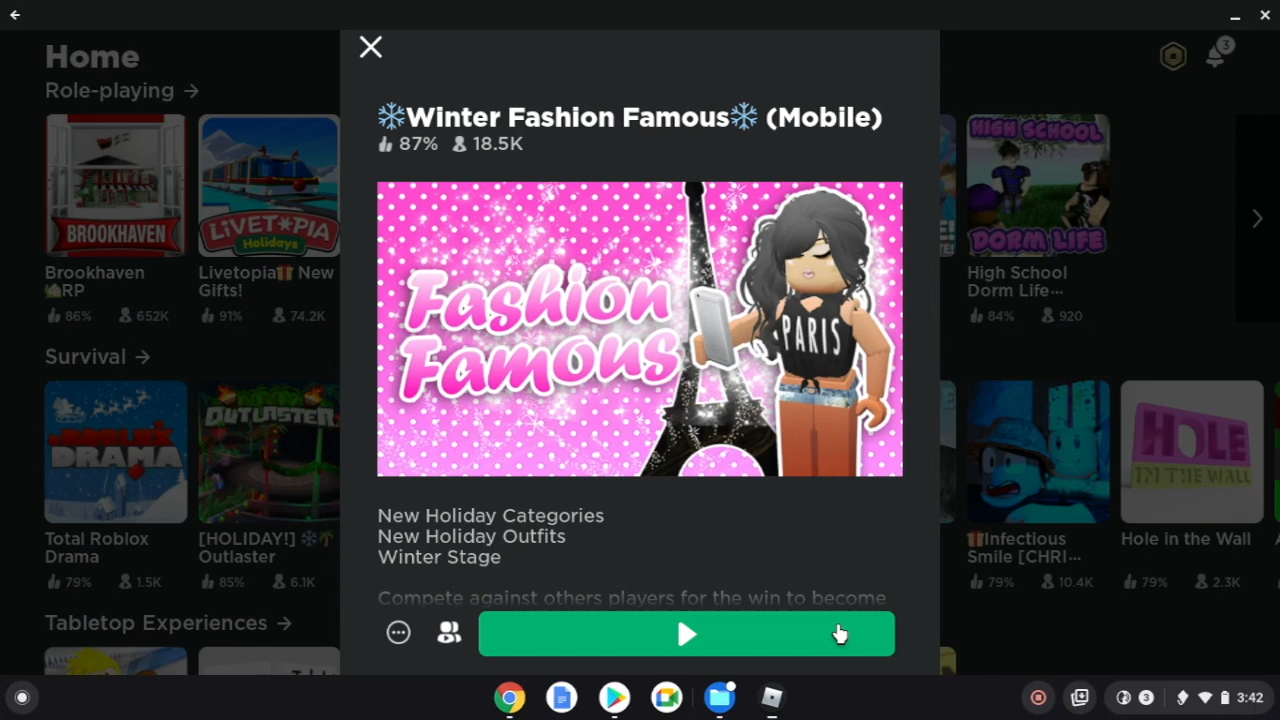 Home
Role-playing →
BROOKHAVEN
LiVETOPiA
Holidays
HIGH SCHOOL
DORM LIFE
Brookhaven
🏡RP
86% 652K
Livetopia🎁 New
Gifts!
91% 74.2K
High School
Dorm Life…
84% 920
Survival →
ROBLOX
DRAMA
OUTLASTER
HOLE
IN THE WALL
Total Roblox
Drama
79% 1.5K
[HOLIDAY!] ❄️🌴
Outlaster
85% 6.1K
🎁Infectious
Smile [CHRI…
79% 10.4K
Hole in the Wall
79% 2.3K
Tabletop Experiences →
❄️Winter Fashion Famous❄️ (Mobile)
87% 18.5K
Fashion
Famous
PARIS
New Holiday Categories
New Holiday Outfits
Winter Stage
Compete against others players for the win to become
3
3
3:42